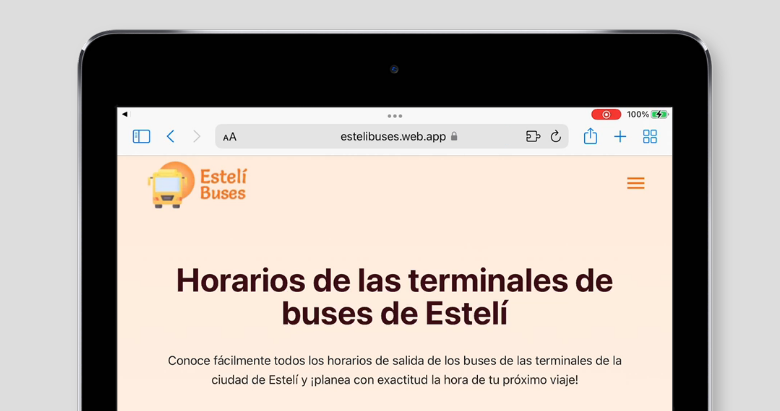 100%
AA
estelibuses.web.app
Estelí
Buses
Horarios de las terminales de
buses de Estelí
Conoce fácilmente todos los horarios de salida de los buses de las terminales de la
ciudad de Estelí y ¡planea con exactitud la hora de tu próximo viaje!